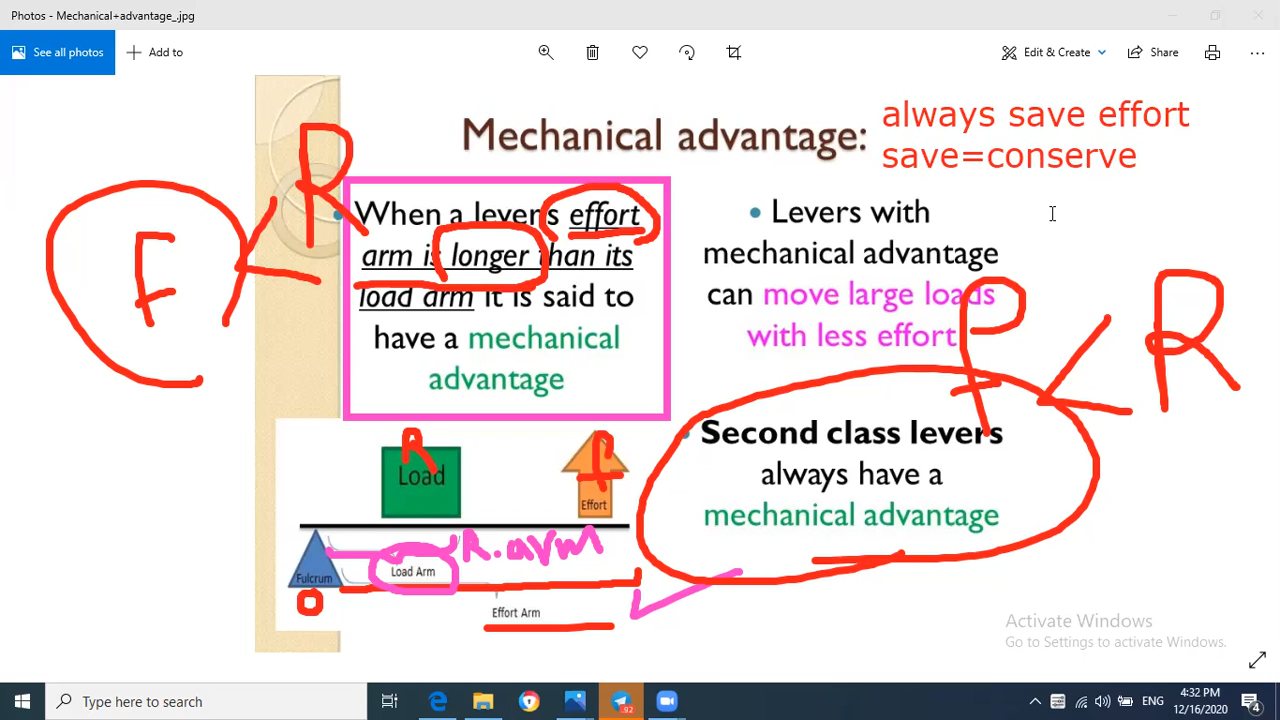 Photos - Mechanical+advantage_.jpg
See all photos
Add to
Edit & Create
Share
Mechanical advantage:
always save effort
save=conserve
When a levers effort
arm is longer than its
load arm it is said to
have a mechanical
advantage
F < R
Levers with
mechanical advantage
can move large loads
with less effort
F < R
Second class levers
always have a
mechanical advantage
R
Load
F
Effort
Fulcrum
O
R.arm
Load Arm
Effort Arm
Activate Windows
Go to Settings to activate Windows.
Type here to search
92
ENG
4:32 PM
12/16/2020
4